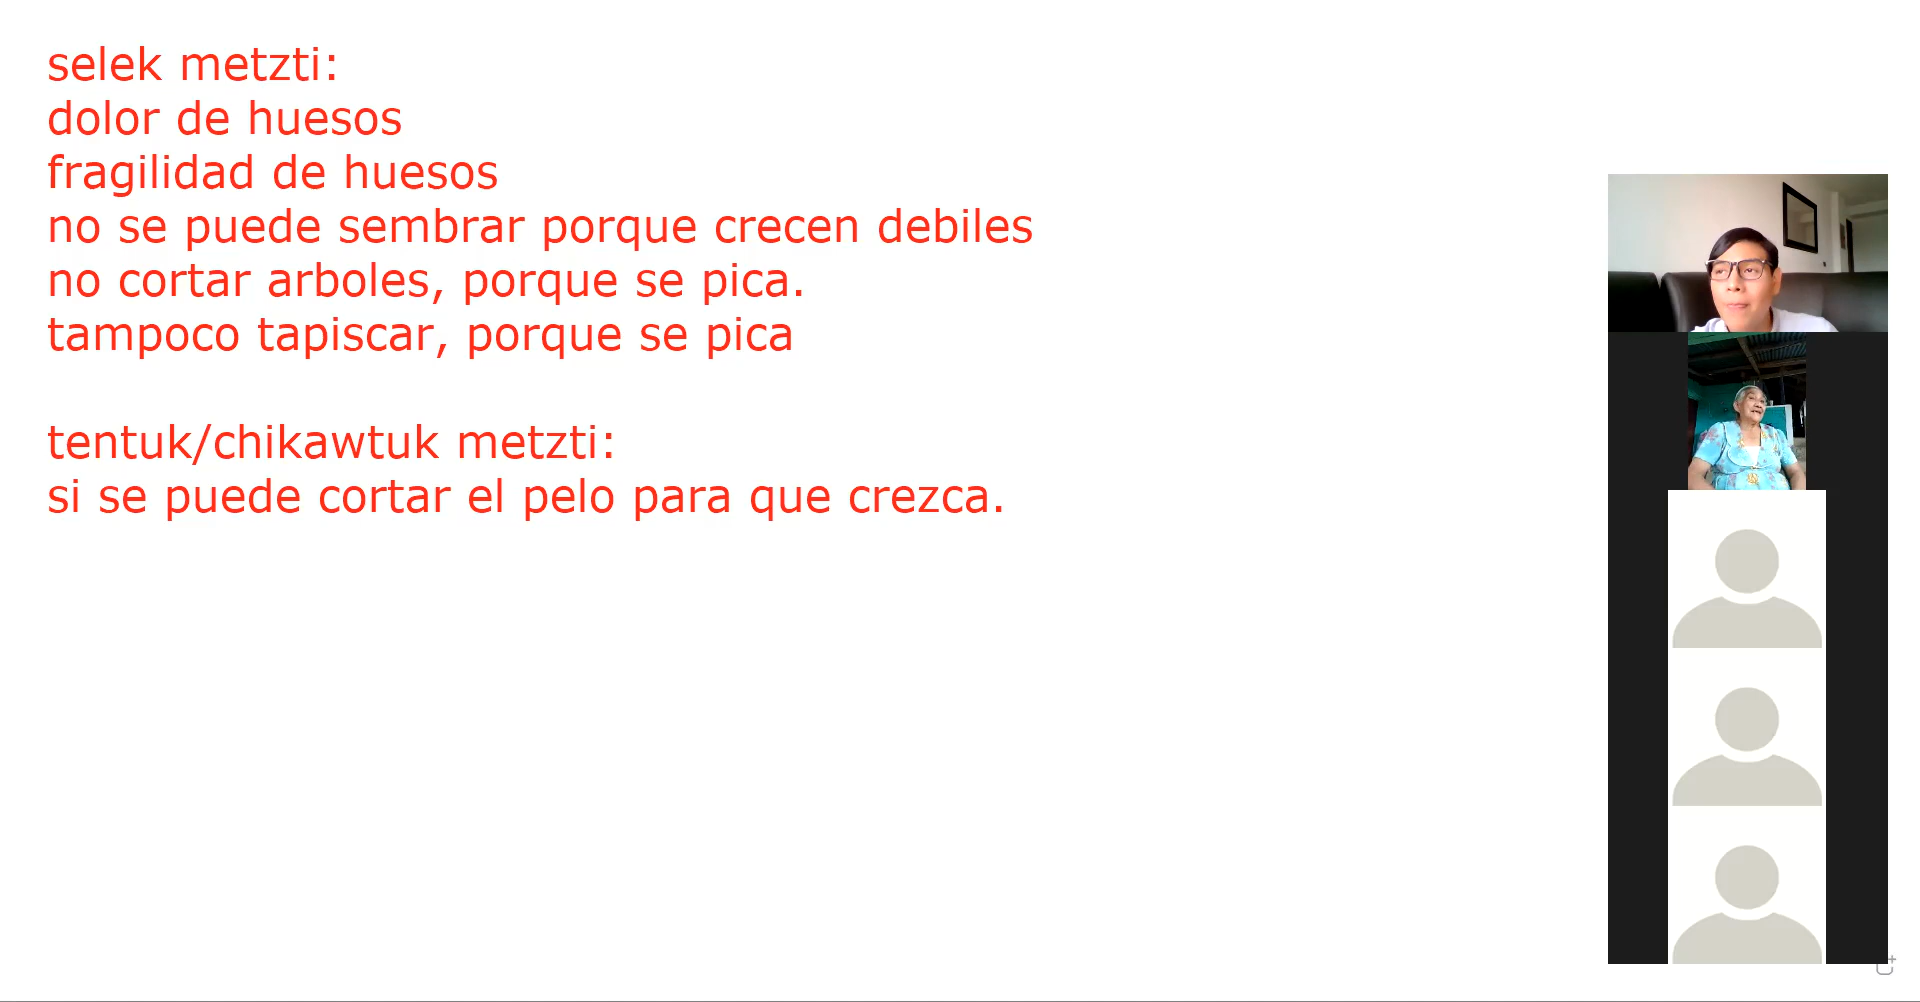 selek metzti:
dolor de huesos
fragilidad de huesos
no se puede sembrar porque crecen debiles
no cortar arboles, porque se pica.
tampoco tapiscar, porque se pica
tentuk/chikawtuk metzti:
si se puede cortar el pelo para que crezca.